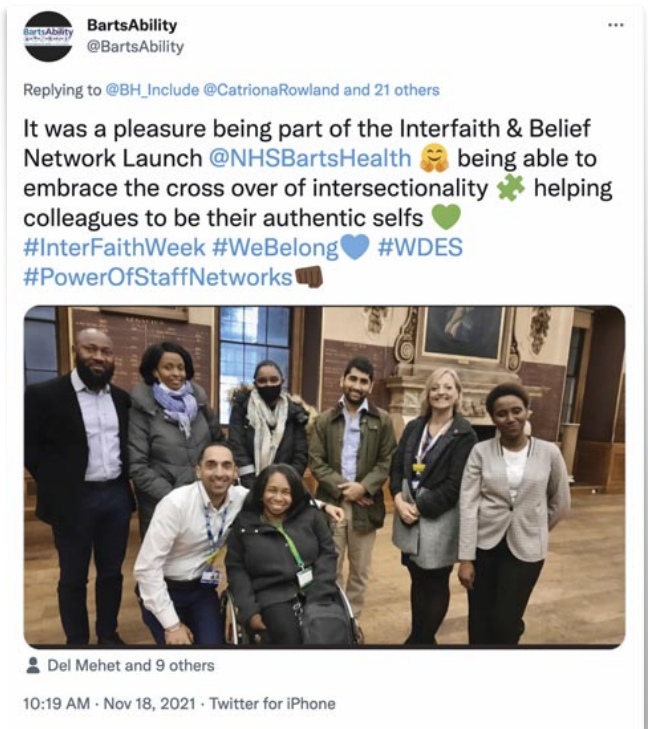 BartsAbility
BartsAbility
@BartsAbility
Replying to @BH_Include @CatrionaRowland and 21 others
It was a pleasure being part of the Interfaith & Belief
Network Launch @NHSBartsHealth 🤗 being able to
embrace the cross over of intersectionality 🧩 helping
colleagues to be their authentic selfs 💚
#InterFaithWeek #WeBelong💙 #WDES
#PowerOfStaffNetworks👊🏿
Del Mehet and 9 others
10:19 AM · Nov 18, 2021 · Twitter for iPhone